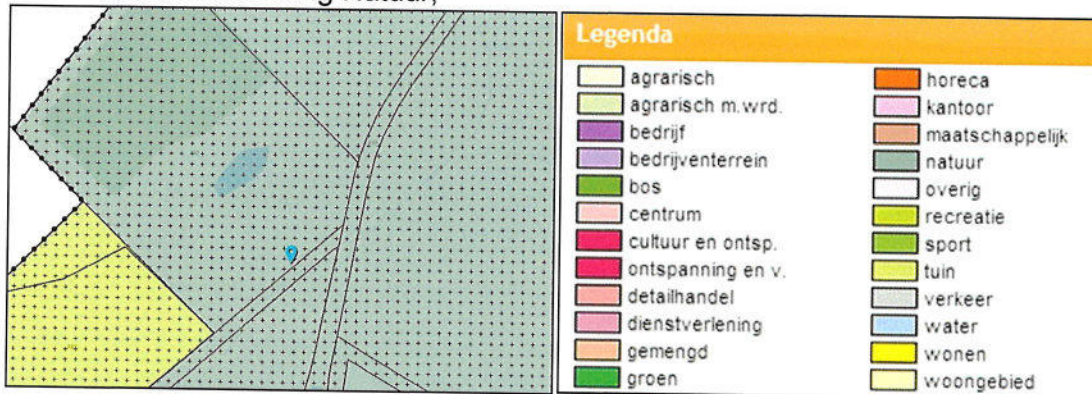 Natuur,
Legenda
agrarisch
agrarisch m.wrd.
bedrijf
bedrijventerrein
bos
centrum
cultuur en ontsp.
ontspanning en v.
detailhandel
dienstverlening
gemengd
groen
horeca
kantoor
maatschappelijk
natuur
overig
recreatie
sport
tuin
verkeer
water
wonen
woongebied